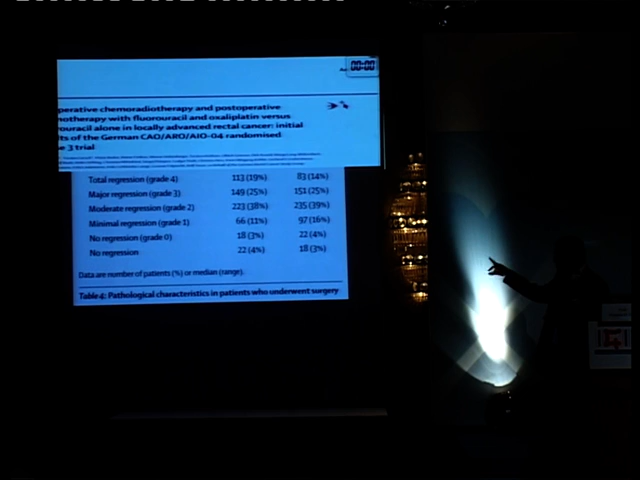 00:00
perative chemoradiotherapy and postoperative
motherapy with fluorouracil and oxaliplatin versus
rouracil alone in locally advanced rectal cancer: initial
lts of the German CAO/ARO/AIO-04 randomised
e 3 trial
Total regression (grade 4) 113 (19%) 83 (14%)
Major regression (grade 3) 149 (25%) 151 (25%)
Moderate regression (grade 2) 223 (38%) 235 (39%)
Minimal regression (grade 1) 66 (11%) 97 (16%)
No regression (grade 0) 18 (3%) 22 (4%)
No regression 22 (4%) 18 (3%)
Data are number of patients (%) or median (range).
Table 4: Pathological characteristics in patients who underwent surgery